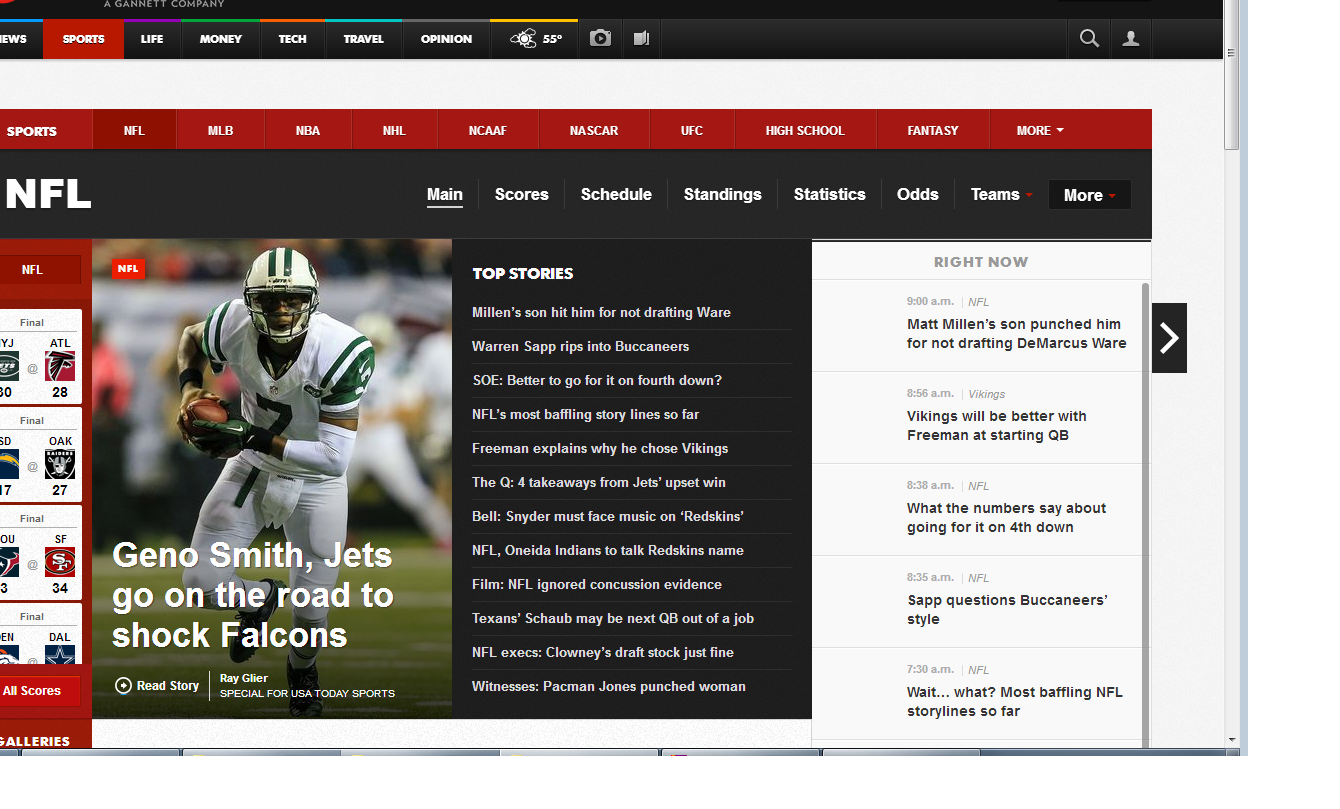 A GANNETT COMPANY
EWS SPORTS LIFE MONEY TECH TRAVEL OPINION 55°
SPORTS NFL MLB NBA NHL NCAAF NASCAR UFC HIGH SCHOOL FANTASY MORE
NFL
Main Scores Schedule Standings Statistics Odds Teams More
NFL
Final
NYJ @ ATL
30 28
Final
SD @ OAK
17 27
Final
OU @ SF
3 34
Final
EN @ DAL
All Scores
GALLERIES
NFL
7
Geno Smith, Jets
go on the road to
shock Falcons
Read Story
Ray Glier
SPECIAL FOR USA TODAY SPORTS
TOP STORIES
Millen’s son hit him for not drafting Ware
Warren Sapp rips into Buccaneers
SOE: Better to go for it on fourth down?
NFL’s most baffling story lines so far
Freeman explains why he chose Vikings
The Q: 4 takeaways from Jets’ upset win
Bell: Snyder must face music on ‘Redskins’
NFL, Oneida Indians to talk Redskins name
Film: NFL ignored concussion evidence
Texans’ Schaub may be next QB out of a job
NFL execs: Clowney’s draft stock just fine
Witnesses: Pacman Jones punched woman
RIGHT NOW
9:00 a.m. | NFL
Matt Millen’s son punched him
for not drafting DeMarcus Ware
8:56 a.m. | Vikings
Vikings will be better with
Freeman at starting QB
8:38 a.m. | NFL
What the numbers say about
going for it on 4th down
8:35 a.m. | NFL
Sapp questions Buccaneers’
style
7:30 a.m. | NFL
Wait… what? Most baffling NFL
storylines so far